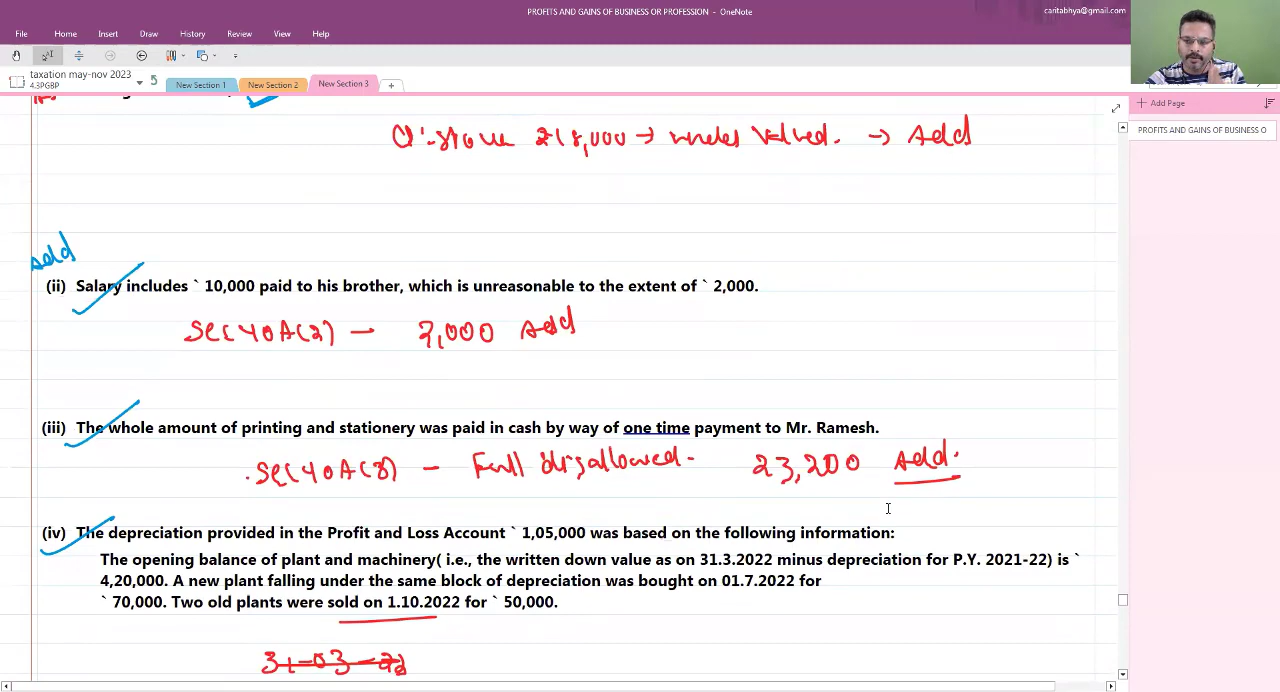 PROFITS AND GAINS OF BUSINESS OR PROFESSION - OneNote
caritabhya@gmail.com
File Home Insert Draw History Review View Help
taxation may-nov 2023
4.3PGBP
New Section 1 New Section 2 New Section 3
Add Page
PROFITS AND GAINS OF BUSINESS O
218,000 → under valued. → Add
Add
(ii) Salary includes ` 10,000 paid to his brother, which is unreasonable to the extent of ` 2,000.
Sec 40A(2) — 2,000 Add
(iii) The whole amount of printing and stationery was paid in cash by way of one time payment to Mr. Ramesh.
Sec 40A(3) — Full disallowed. 23,200 Add.
(iv) The depreciation provided in the Profit and Loss Account ` 1,05,000 was based on the following information:
The opening balance of plant and machinery( i.e., the written down value as on 31.3.2022 minus depreciation for P.Y. 2021-22) is `
4,20,000. A new plant falling under the same block of depreciation was bought on 01.7.2022 for
` 70,000. Two old plants were sold on 1.10.2022 for ` 50,000.